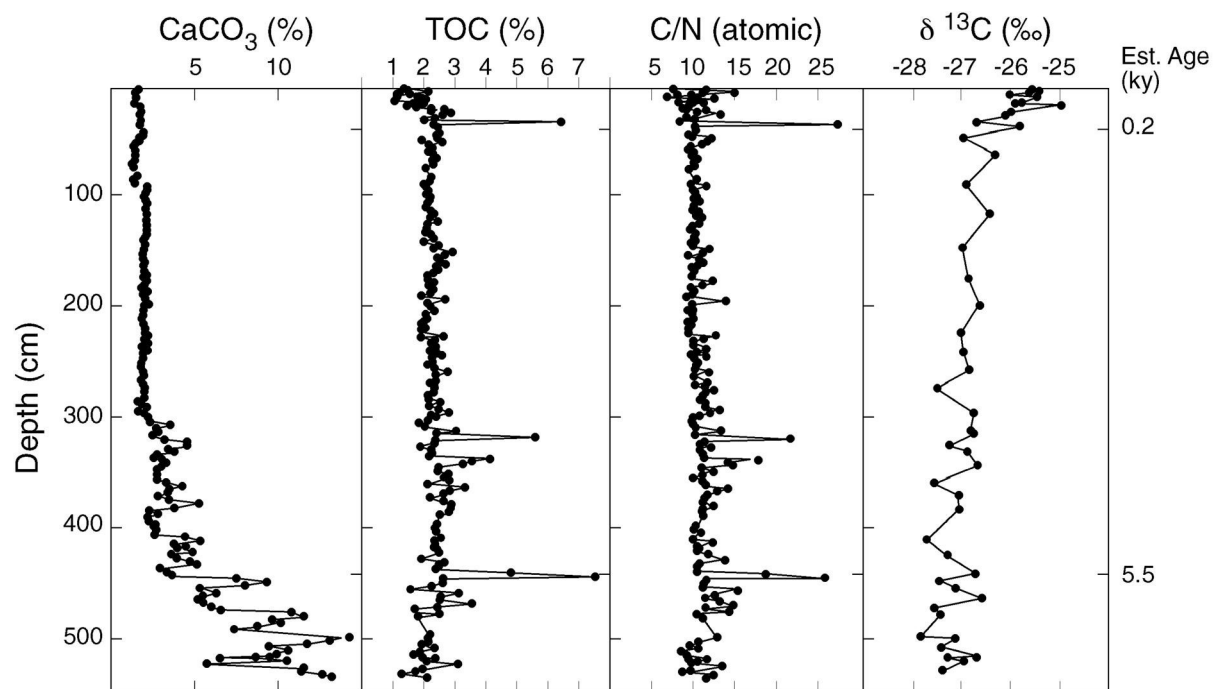 CaCO3 (%) TOC (%) C/N (atomic) δ 13C (‰)
5 10 1 2 3 4 5 6 7 5 10 15 20 25 -28 -27 -26 -25
Est. Age
(ky)
0.2
100
200
300
400
5.5
500
Depth (cm)